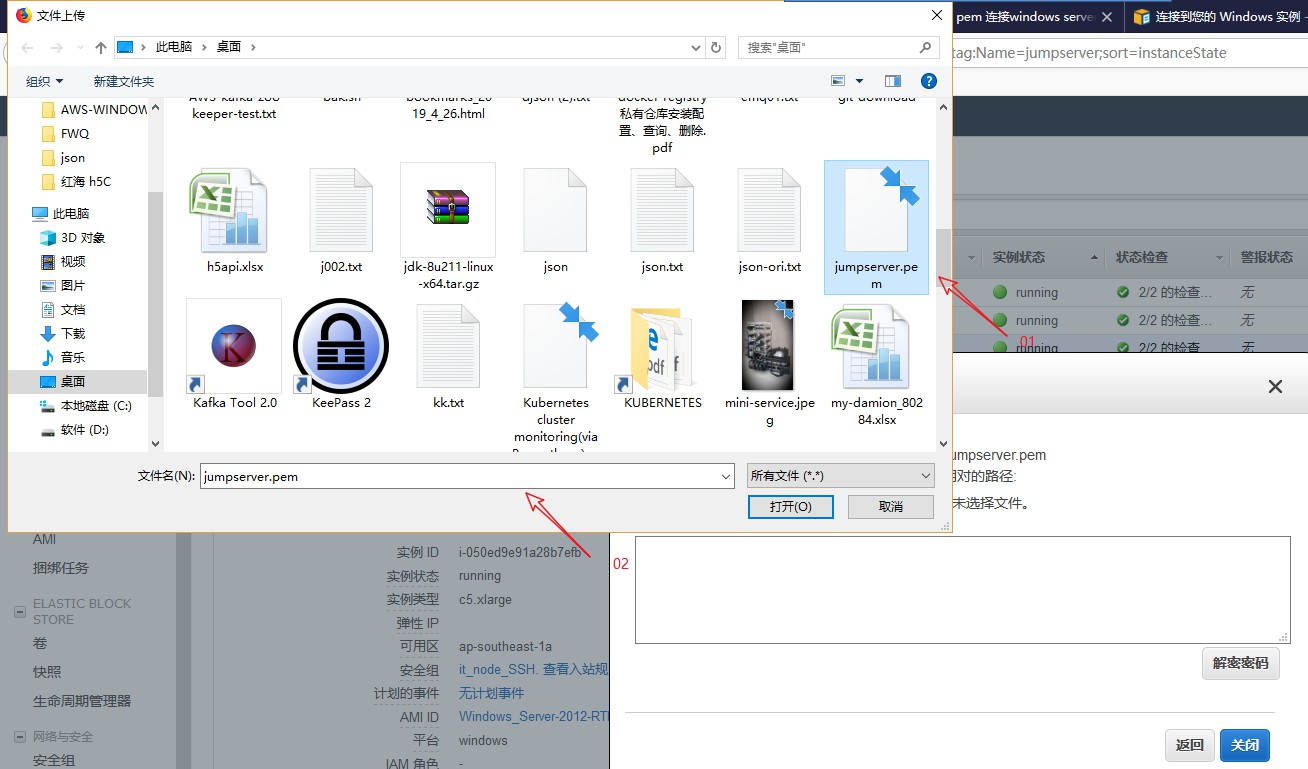 文件上传
pem 连接windows serve
连接到您的 Windows 实例
此电脑 桌面
搜索"桌面"
tag:Name=jumpserver;sort=instanceState
组织 新建文件夹
AWS-WINDOW
FWQ
json
红海 h5C
此电脑
3D 对象
视频
图片
文档
下载
音乐
桌面
本地磁盘 (C:)
软件 (D:)
keeper-test.txt
bookmarks_20
19_4_26.html
docker-registry
私有仓库安装配
置、查询、删除.
pdf
h5api.xlsx
j002.txt
jdk-8u211-linux
-x64.tar.gz
json
json.txt
json-ori.txt
jumpserver.pe
m
Kafka Tool 2.0
KeePass 2
kk.txt
Kubernetes
cluster
monitoring(via
KUBERNETES
mini-service.jpe
g
my-damion_802
84.xlsx
文件名(N): jumpserver.pem
所有文件 (*.*)
打开(O) 取消
实例状态 状态检查 警报状态
running 2/2 的检查... 无
running 2/2 的检查... 无
running 2/2 的检查 无
01
umpserver.pem
对的路径:
未选择文件。
02
解密密码
返回 关闭
AMI
捆绑任务
ELASTIC BLOCK
STORE
卷
快照
生命周期管理器
网络与安全
安全组
实例 ID i-050ed9e91a28b7efb
实例状态 running
实例类型 c5.xlarge
弹性 IP
可用区 ap-southeast-1a
安全组 it_node_SSH. 查看入站规
计划的事件 无计划事件
AMI ID Windows_Server-2012-RT
平台 windows
IAM 角色 -